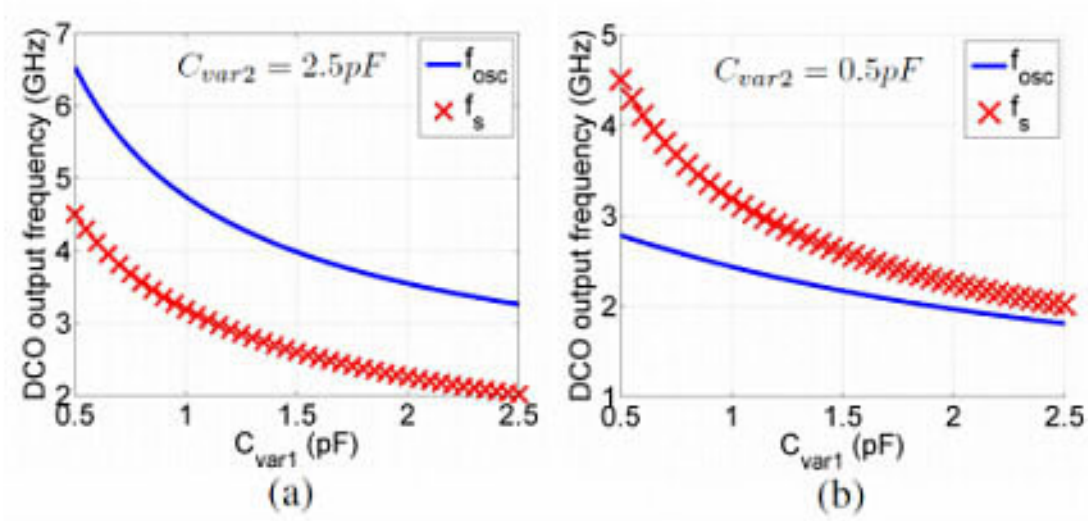 DCO output frequency (GHz)
7
6
5
4
3
2
C_var2 = 2.5pF
f_osc
f_s
0.5
1
1.5
2
2.5
C_var1 (pF)
(a)
DCO output frequency (GHz)
5
4
3
2
1
C_var2 = 0.5pF
f_osc
f_s
0.5
1
1.5
2
2.5
C_var1 (pF)
(b)